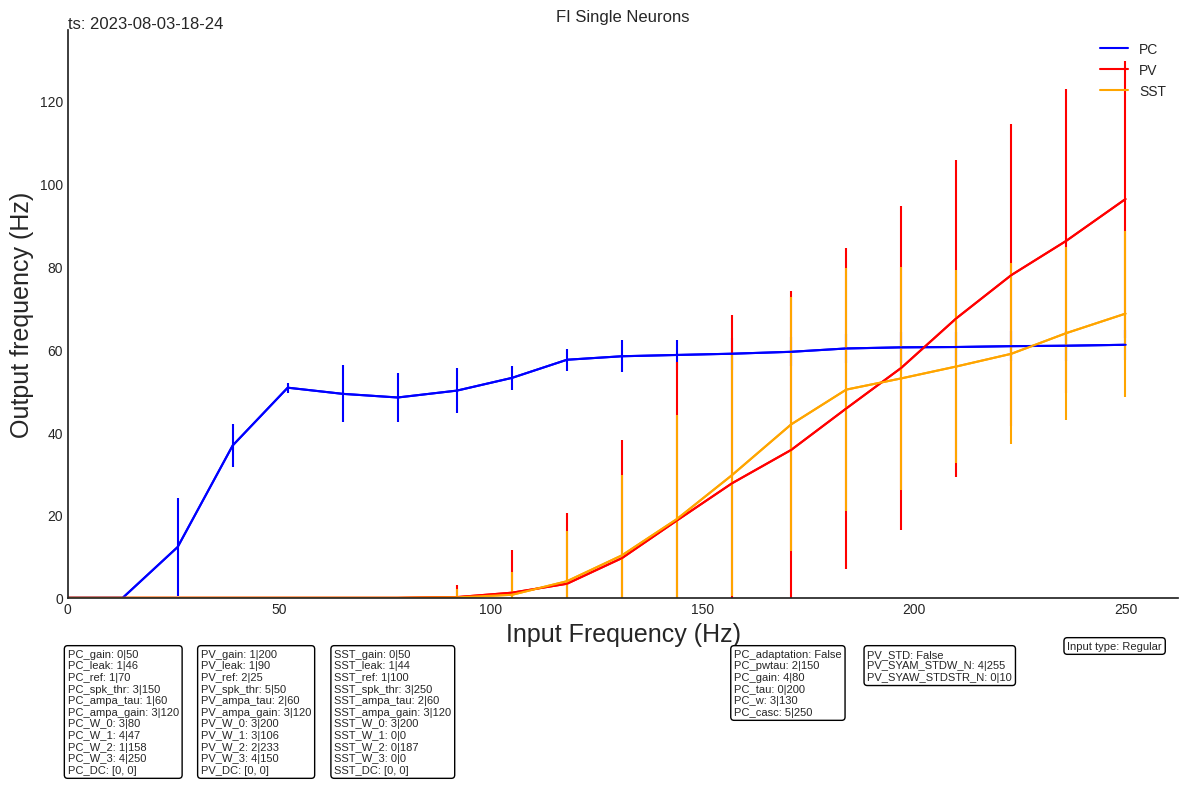 ts: 2023-08-03-18-24
FI Single Neurons
PC
PV
SST
120
100
80
60
40
20
0
Output frequency (Hz)
0
50
100
150
200
250
Input Frequency (Hz)
PC_gain: 0|50
PC_leak: 1|46
PC_ref: 1|70
PC_spk_thr: 3|150
PC_ampa_tau: 1|60
PC_ampa_gain: 3|120
PC_W_0: 3|80
PC_W_1: 4|47
PC_W_2: 1|158
PC_W_3: 4|250
PC_DC: [0, 0]
PV_gain: 1|200
PV_leak: 1|90
PV_ref: 2|25
PV_spk_thr: 5|50
PV_ampa_tau: 2|60
PV_ampa_gain: 3|120
PV_W_0: 3|200
PV_W_1: 3|106
PV_W_2: 2|233
PV_W_3: 4|150
PV_DC: [0, 0]
SST_gain: 0|50
SST_leak: 1|44
SST_ref: 1|100
SST_spk_thr: 3|250
SST_ampa_tau: 2|60
SST_ampa_gain: 3|120
SST_W_0: 3|200
SST_W_1: 0|0
SST_W_2: 0|187
SST_W_3: 0|0
SST_DC: [0, 0]
PC_adaptation: False
PC_pwtau: 2|150
PC_gain: 4|80
PC_tau: 0|200
PC_w: 3|130
PC_casc: 5|250
PV_STD: False
PV_SYAM_STDW_N: 4|255
PV_SYAW_STDSTR_N: 0|10
Input type: Regular